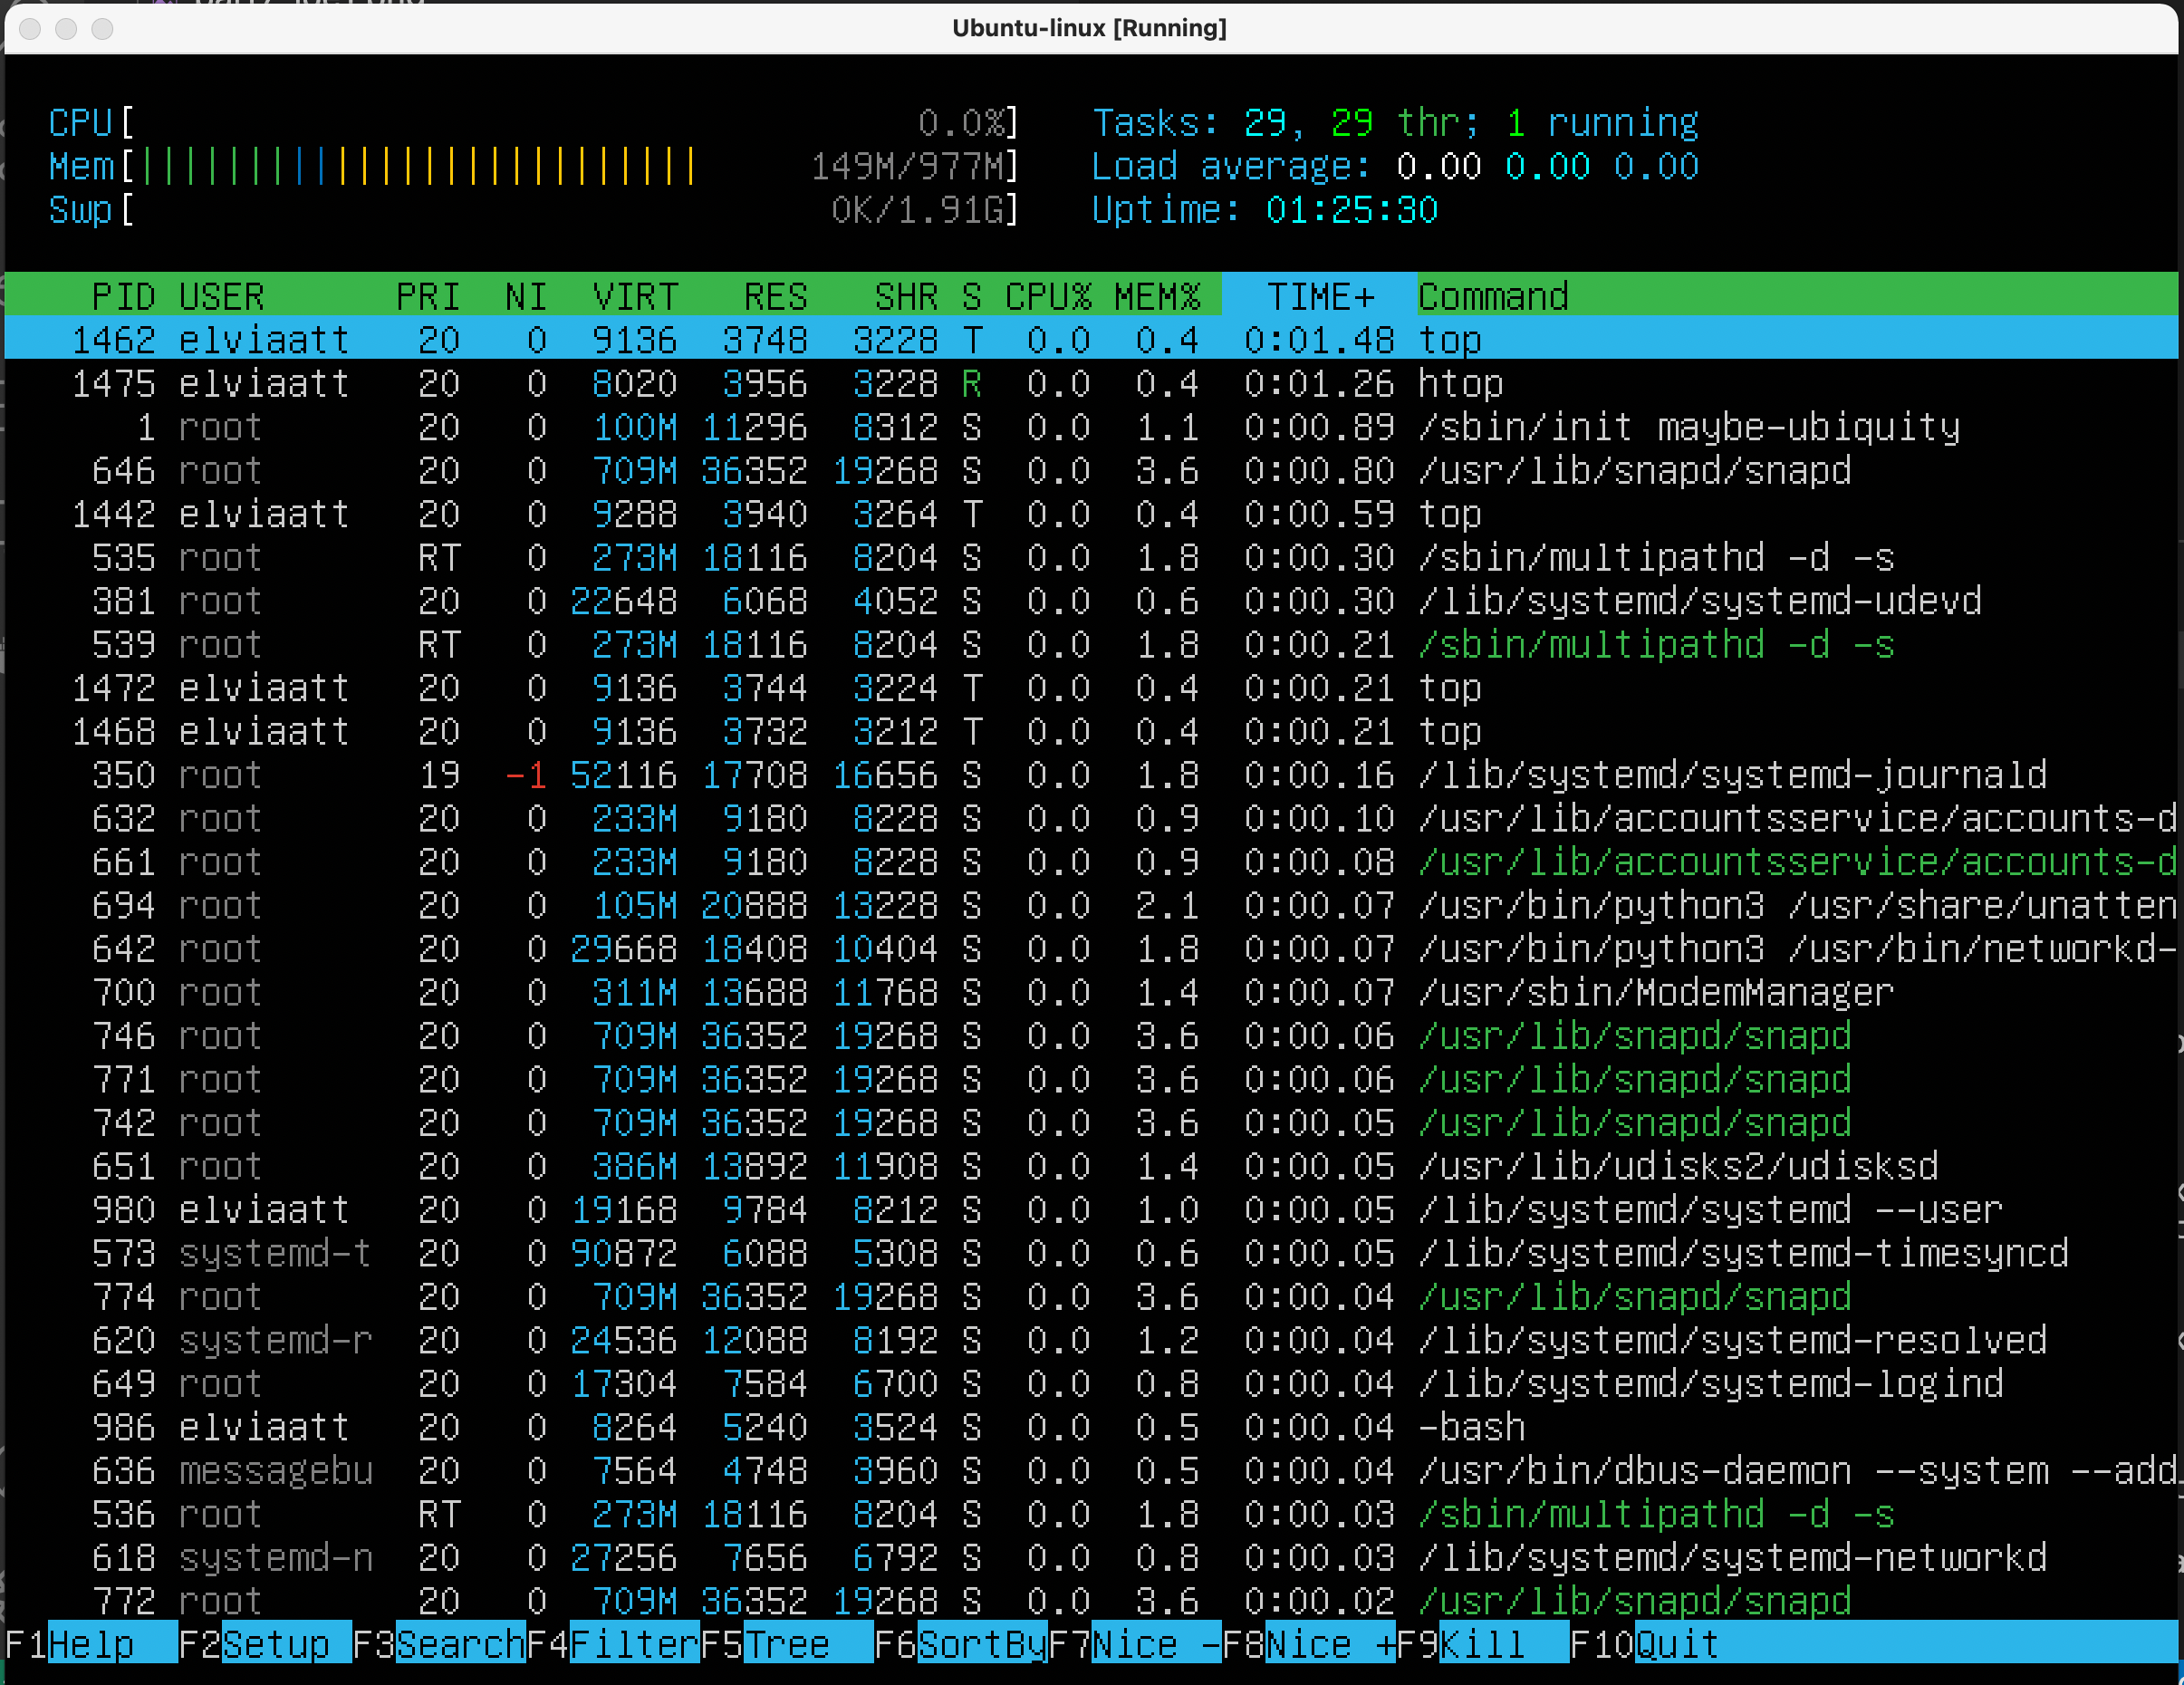 Ubuntu-linux [Running]
CPU[ 0.0%] Tasks: 29, 29 thr; 1 running
Mem[||||||||||||||||||||||||||149M/977M] Load average: 0.00 0.00 0.00
Swp[ 0K/1.91G] Uptime: 01:25:30
PID USER PRI NI VIRT RES SHR S CPU% MEM% TIME+ Command
1462 elviaatt 20 0 9136 3748 3228 T 0.0 0.4 0:01.48 top
1475 elviaatt 20 0 8020 3956 3228 R 0.0 0.4 0:01.26 htop
1 root 20 0 100M 11296 8312 S 0.0 1.1 0:00.89 /sbin/init maybe-ubiquity
646 root 20 0 709M 36352 19268 S 0.0 3.6 0:00.80 /usr/lib/snapd/snapd
1442 elviaatt 20 0 9288 3940 3264 T 0.0 0.4 0:00.59 top
535 root RT 0 273M 18116 8204 S 0.0 1.8 0:00.30 /sbin/multipathd -d -s
381 root 20 0 22648 6068 4052 S 0.0 0.6 0:00.30 /lib/systemd/systemd-udevd
539 root RT 0 273M 18116 8204 S 0.0 1.8 0:00.21 /sbin/multipathd -d -s
1472 elviaatt 20 0 9136 3744 3224 T 0.0 0.4 0:00.21 top
1468 elviaatt 20 0 9136 3732 3212 T 0.0 0.4 0:00.21 top
350 root 19 -1 52116 17708 16656 S 0.0 1.8 0:00.16 /lib/systemd/systemd-journald
632 root 20 0 233M 9180 8228 S 0.0 0.9 0:00.10 /usr/lib/accountsservice/accounts-d
661 root 20 0 233M 9180 8228 S 0.0 0.9 0:00.08 /usr/lib/accountsservice/accounts-d
694 root 20 0 105M 20888 13228 S 0.0 2.1 0:00.07 /usr/bin/python3 /usr/share/unatten
642 root 20 0 29668 18408 10404 S 0.0 1.8 0:00.07 /usr/bin/python3 /usr/bin/networkd-
700 root 20 0 311M 13688 11768 S 0.0 1.4 0:00.07 /usr/sbin/ModemManager
746 root 20 0 709M 36352 19268 S 0.0 3.6 0:00.06 /usr/lib/snapd/snapd
771 root 20 0 709M 36352 19268 S 0.0 3.6 0:00.06 /usr/lib/snapd/snapd
742 root 20 0 709M 36352 19268 S 0.0 3.6 0:00.05 /usr/lib/snapd/snapd
651 root 20 0 386M 13892 11908 S 0.0 1.4 0:00.05 /usr/lib/udisks2/udisksd
980 elviaatt 20 0 19168 9784 8212 S 0.0 1.0 0:00.05 /lib/systemd/systemd --user
573 systemd-t 20 0 90872 6088 5308 S 0.0 0.6 0:00.05 /lib/systemd/systemd-timesyncd
774 root 20 0 709M 36352 19268 S 0.0 3.6 0:00.04 /usr/lib/snapd/snapd
620 systemd-r 20 0 24536 12088 8192 S 0.0 1.2 0:00.04 /lib/systemd/systemd-resolved
649 root 20 0 17304 7584 6700 S 0.0 0.8 0:00.04 /lib/systemd/systemd-logind
986 elviaatt 20 0 8264 5240 3524 S 0.0 0.5 0:00.04 -bash
636 messagebu 20 0 7564 4748 3960 S 0.0 0.5 0:00.04 /usr/bin/dbus-daemon --system --add
536 root RT 0 273M 18116 8204 S 0.0 1.8 0:00.03 /sbin/multipathd -d -s
618 systemd-n 20 0 27256 7656 6792 S 0.0 0.8 0:00.03 /lib/systemd/systemd-networkd
772 root 20 0 709M 36352 19268 S 0.0 3.6 0:00.02 /usr/lib/snapd/snapd
F1Help F2Setup F3SearchF4FilterF5Tree F6SortByF7Nice -F8Nice +F9Kill F10Quit